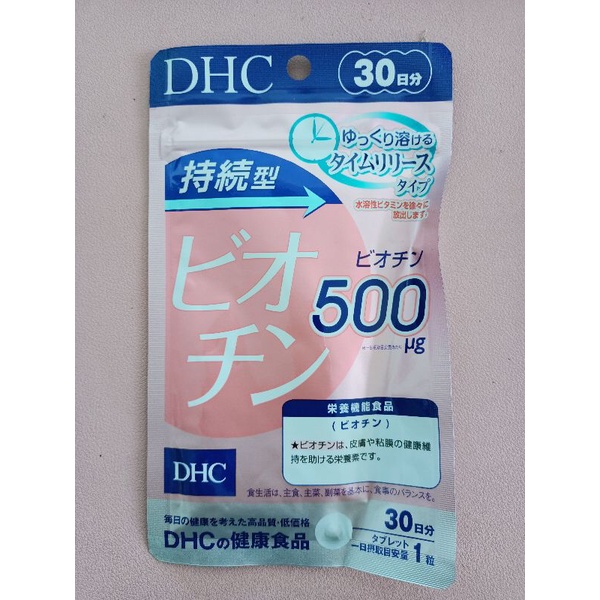 DHC
30日分
ゆっくり溶ける
タイムリリース
タイプ
水溶性ビタミンを徐々に
放出します。
持続型
ビオ
チン
ビオチン
500
μg
栄養機能食品
(ビオチン)
★ビオチンは、皮膚や粘膜の健康維
持を助ける栄養素です。
DHC
食生活は、主食、主菜、副菜を基本に、食事のバランスを。
毎日の健康を考えた高品質・低価格
DHCの健康食品
30日分
タブレット
一日摂取目安量1粒